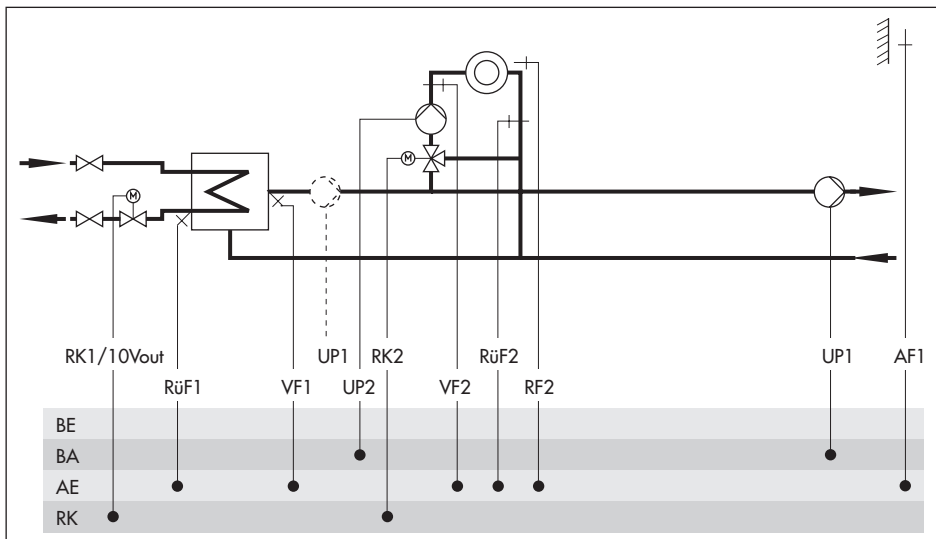 M
M
RK1/10Vout
UP1
RK2
RüF2
UP1
AF1
RüF1
VF1
UP2
VF2
RF2
BE
BA
AE
RK